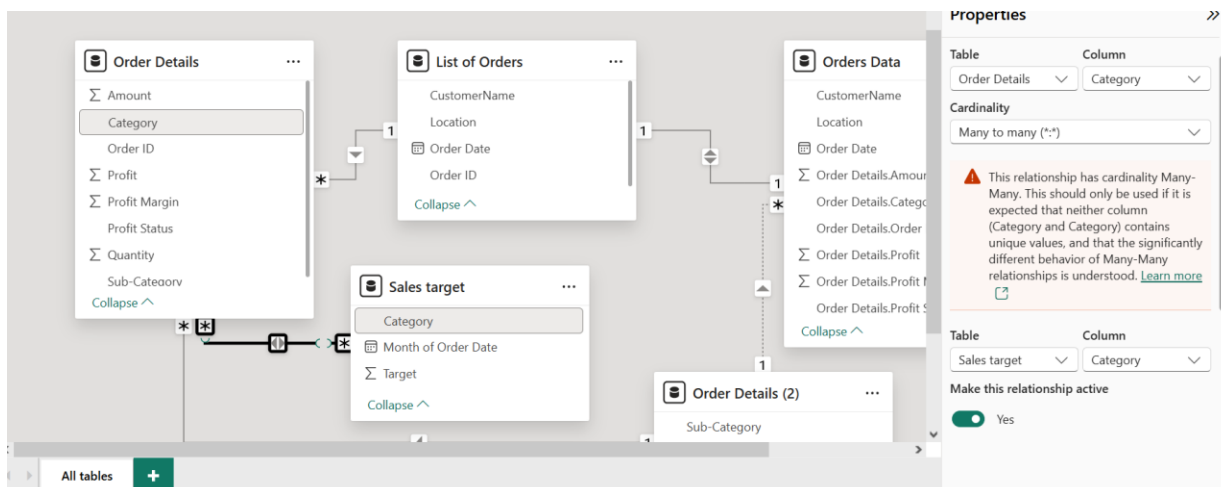 Order Details
...
Σ Amount
Category
Order ID
Σ Profit
Σ Profit Margin
Profit Status
Σ Quantity
Sub-Category
Collapse
*
*
*
List of Orders
...
CustomerName
Location
Order Date
Order ID
Collapse
1
1
Sales target
...
Category
Month of Order Date
Σ Target
Collapse
*
Orders Data
CustomerName
Location
Order Date
Σ Order Details.Amour
Order Details.Catego
Order Details.Order
Σ Order Details.Profit
Σ Order Details.Profit M
Order Details.Profit S
Collapse
1
*
1
Order Details (2)
...
Sub-Category
1
All tables
+
Properties
Table Column
Order Details Category
Cardinality
Many to many (*:*)
This relationship has cardinality Many-
Many. This should only be used if it is
expected that neither column
(Category and Category) contains
unique values, and that the significantly
different behavior of Many-Many
relationships is understood. Learn more
Table Column
Sales target Category
Make this relationship active
Yes